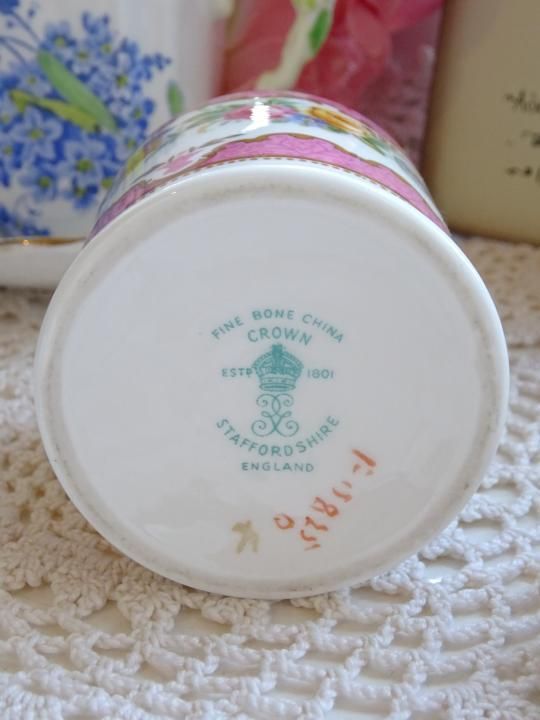 FINE BONE CHINA
CROWN
ESTD 1801
STAFFORDSHIRE
ENGLAND
K